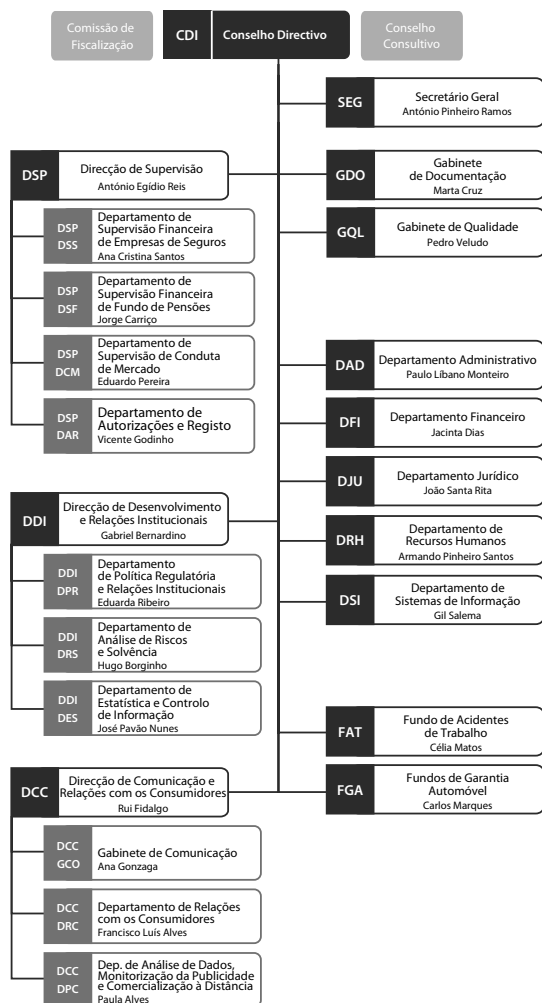 Comissão de
Fiscalização
CDI
Conselho Directivo
Conselho
Consultivo
SEG
Secretário Geral
António Pinheiro Ramos
DSP
Direcção de Supervisão
António Egídio Reis
GDO
Gabinete
de Documentação
Marta Cruz
DSP
DSS
Departamento de
Supervisão Financeira
de Empresas de Seguros
Ana Cristina Santos
GQL
Gabinete de Qualidade
Pedro Veludo
DSP
DSF
Departamento de
Supervisão Financeira
de Fundo de Pensões
Jorge Carriço
DSP
DCM
Departamento de
Supervisão de Conduta
de Mercado
Eduardo Pereira
DAD
Departamento Administrativo
Paulo Líbano Monteiro
DSP
DAR
Departamento de
Autorizações e Registo
Vicente Godinho
DFI
Departamento Financeiro
Jacinta Dias
DJU
Departamento Jurídico
João Santa Rita
DDI
Direcção de Desenvolvimento
e Relações Institucionais
Gabriel Bernardino
DRH
Departamento de
Recursos Humanos
Armando Pinheiro Santos
DDI
DPR
Departamento
de Política Regulatória
e Relações Institucionais
Eduarda Ribeiro
DSI
Departamento de
Sistemas de Informação
Gil Salema
DDI
DRS
Departamento de
Análise de Riscos
e Solvência
Hugo Borginho
DDI
DES
Departamento de
Estatística e Controlo
de Informação
José Pavão Nunes
FAT
Fundo de Acidentes
de Trabalho
Célia Matos
DCC
Direcção de Comunicação e
Relações com os Consumidores
Rui Fidalgo
FGA
Fundos de Garantia
Automóvel
Carlos Marques
DCC
GCO
Gabinete de Comunicação
Ana Gonzaga
DCC
DRC
Departamento de Relações
com os Consumidores
Francisco Luís Alves
DCC
DPC
Dep. de Análise de Dados,
Monitorização da Publicidade
e Comercialização à Distância
Paula Alves